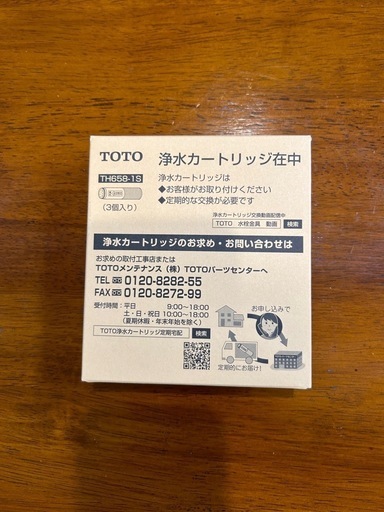 TOTO 浄水カートリッジ在中
TH658-1S
（3個入り）
浄水カートリッジは
◆お客様がお取り付けください
◆定期的な交換が必要です
浄水カートリッジ交換動画配信中
TOTO 水栓金具 動画 検索
浄水カートリッジのお求め・お問い合わせは
お求めの取付工事店または
TOTOメンテナンス（株）TOTOパーツセンターへ
TEL 0120-8282-55
FAX 0120-8272-99
受付時間：平日 9:00～18:00
土・日・祝日 10:00～18:00
（夏期休暇・年末年始を除く）
TOTO浄水カートリッジ定期宅配 検索
お申し込みで
定期的にお届け！